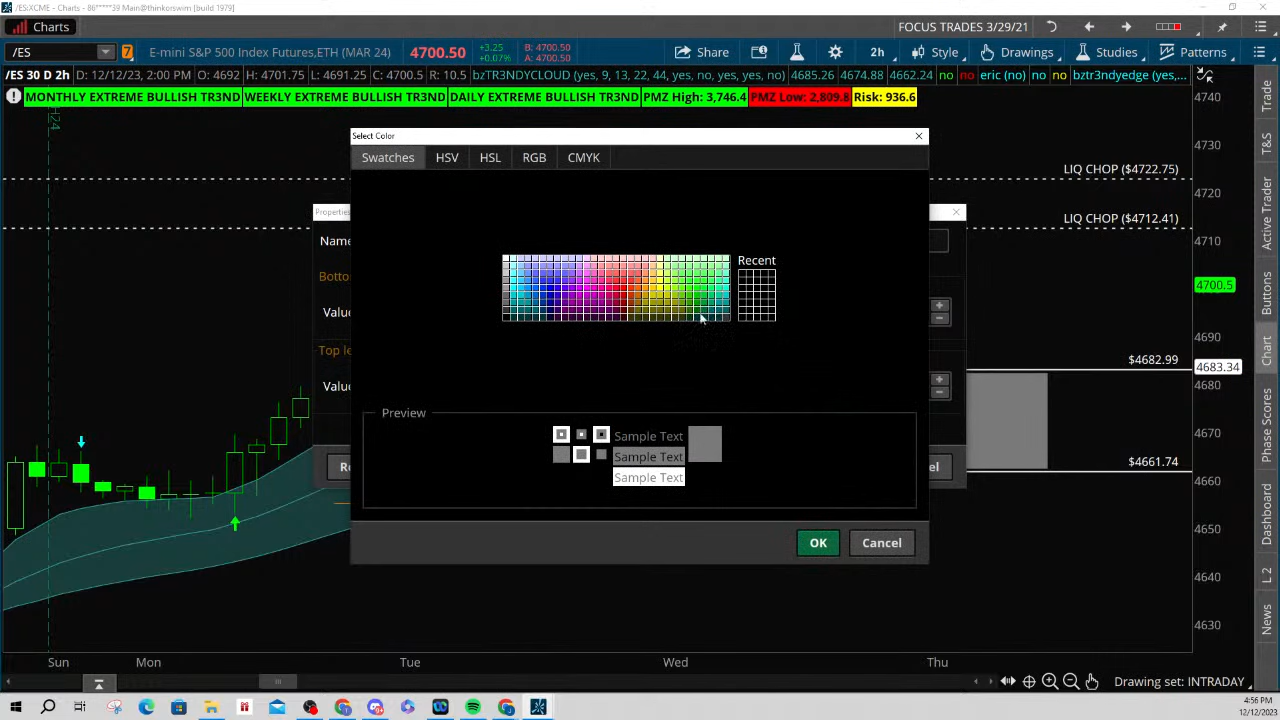 /ES:XCME - Charts - 86*****39 Main@thinkorswim [build 1979]
Charts
FOCUS TRADES 3/29/21
/ES
7
E-mini S&P 500 Index Futures,ETH (MAR 24)
4700.50
+3.25
+0.07%
B: 4700.50
A: 4700.50
Share
2h
Style
Drawings
Studies
Patterns
/ES 30 D 2h
D: 12/12/23, 2:00 PM
O: 4692
H: 4701.75
L: 4691.25
C: 4700.5
R: 10.5
bzTR3NDYCLOUD (yes, 9, 13, 22, 44, yes, no, yes, no)
4685.26
4674.88
4662.24
no
no
eric (no)
no
no
bztr3ndyedge (yes,...
MONTHLY EXTREME BULLISH TR3ND
WEEKLY EXTREME BULLISH TR3ND
DAILY EXTREME BULLISH TR3ND
PMZ High: 3,746.4
PMZ Low: 2,809.8
Risk: 936.6
H24
Select Color
Swatches
HSV
HSL
RGB
CMYK
Recent
Preview
Sample Text
Sample Text
Sample Text
OK
Cancel
LIQ CHOP ($4722.75)
LIQ CHOP ($4712.41)
$4682.99
$4661.74
4740
4730
4720
4710
4700.5
4690
4683.34
4680
4670
4660
4650
4640
4630
Trade
T&S
Active Trader
Buttons
Chart
Phase Scores
Dashboard
L 2
News
Sun
Mon
Tue
Wed
Thu
Drawing set: INTRADAY
4:56 PM
12/12/2023